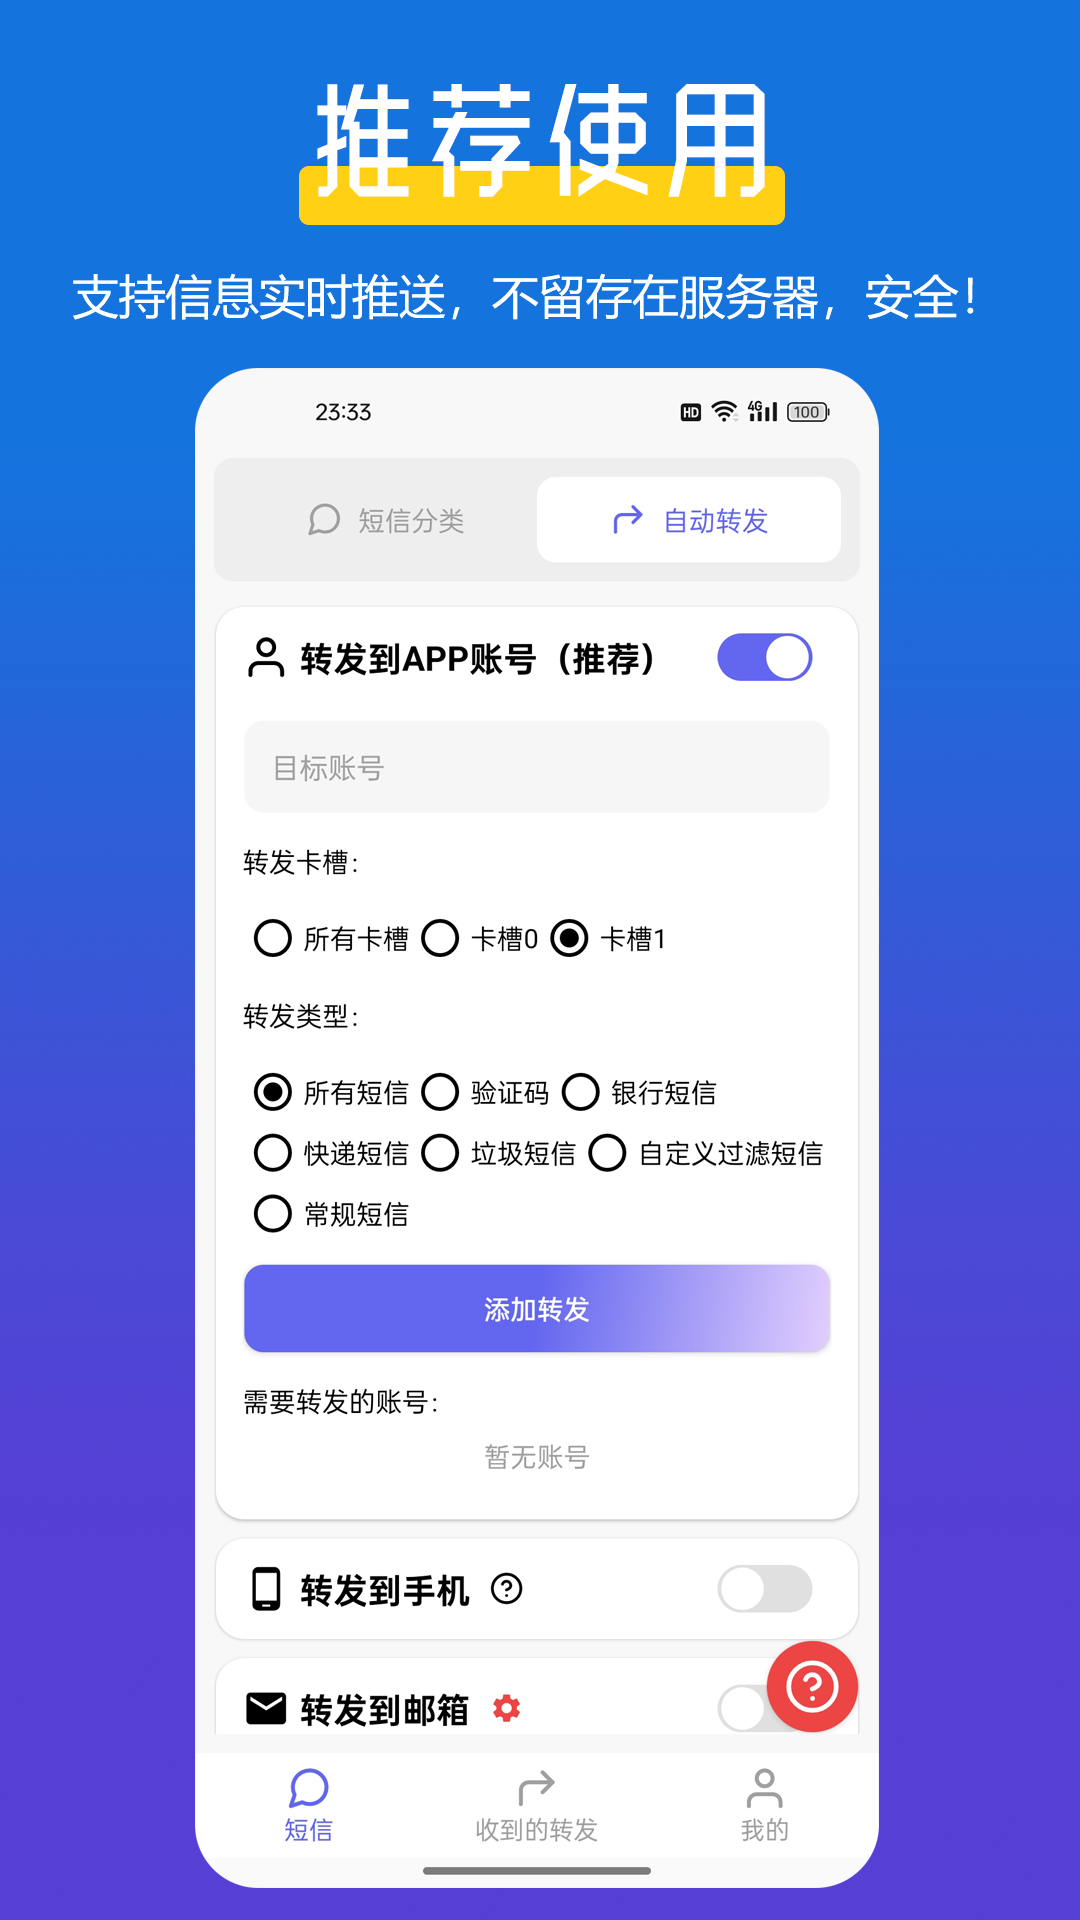 推荐使用
支持信息实时推送，不留存在服务器，安全！
23:33 HD 4G 100
短信分类 自动转发
转发到APP账号（推荐）
目标账号
转发卡槽：
所有卡槽 卡槽0 卡槽1
转发类型：
所有短信 验证码 银行短信
快递短信 垃圾短信 自定义过滤短信
常规短信
添加转发
需要转发的账号：
暂无账号
转发到手机
转发到邮箱
短信 收到的转发 我的